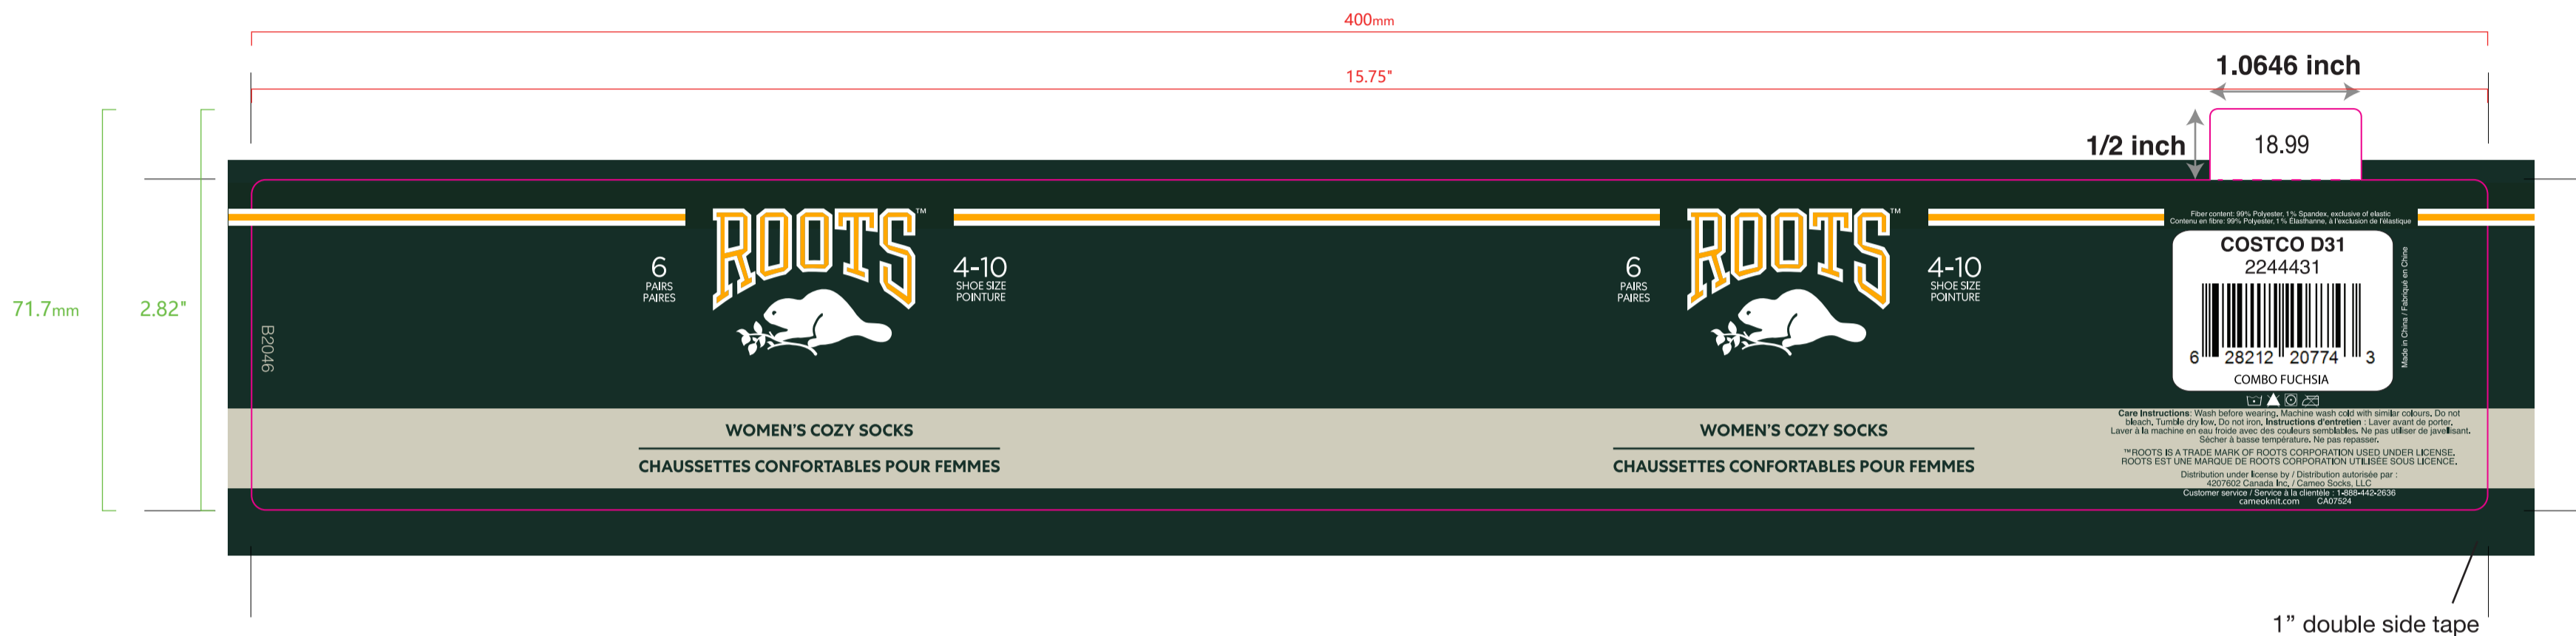 400mm
15.75"
1.0646 inch
1/2 inch
18.99
71.7mm
2.82"
B2046
ROOTS™
6
PAIRS
PAIRES
4-10
SHOE SIZE
POINTURE
WOMEN'S COZY SOCKS
CHAUSSETTES CONFORTABLES POUR FEMMES
ROOTS™
6
PAIRS
PAIRES
4-10
SHOE SIZE
POINTURE
WOMEN'S COZY SOCKS
CHAUSSETTES CONFORTABLES POUR FEMMES
Fiber content: 99% Polyester, 1% Spandex, exclusive of elastic
Contenu en fibre: 99% Polyester, 1% Élasthanne, à l'exclusion de l'élastique
COSTCO D31
2244431
6 28212 20774 3
COMBO FUCHSIA
Made in China / Fabriqué en Chine
Care Instructions: Wash before wearing. Machine wash cold with similar colours. Do not
bleach. Tumble dry low. Do not iron. Instructions d'entretien : Laver avant de porter.
Laver à la machine en eau froide avec des couleurs semblables. Ne pas utiliser de javellisant.
Sécher à basse température. Ne pas repasser.
™ROOTS IS A TRADE MARK OF ROOTS CORPORATION USED UNDER LICENSE.
ROOTS EST UNE MARQUE DE ROOTS CORPORATION UTILISÉE SOUS LICENCE.
Distribution under license by / Distribution autorisée par :
4207602 Canada Inc. / Cameo Socks, LLC
Customer service / Service à la clientèle : 1-888-442-2636
cameoknit.com CA07524
1" double side tape